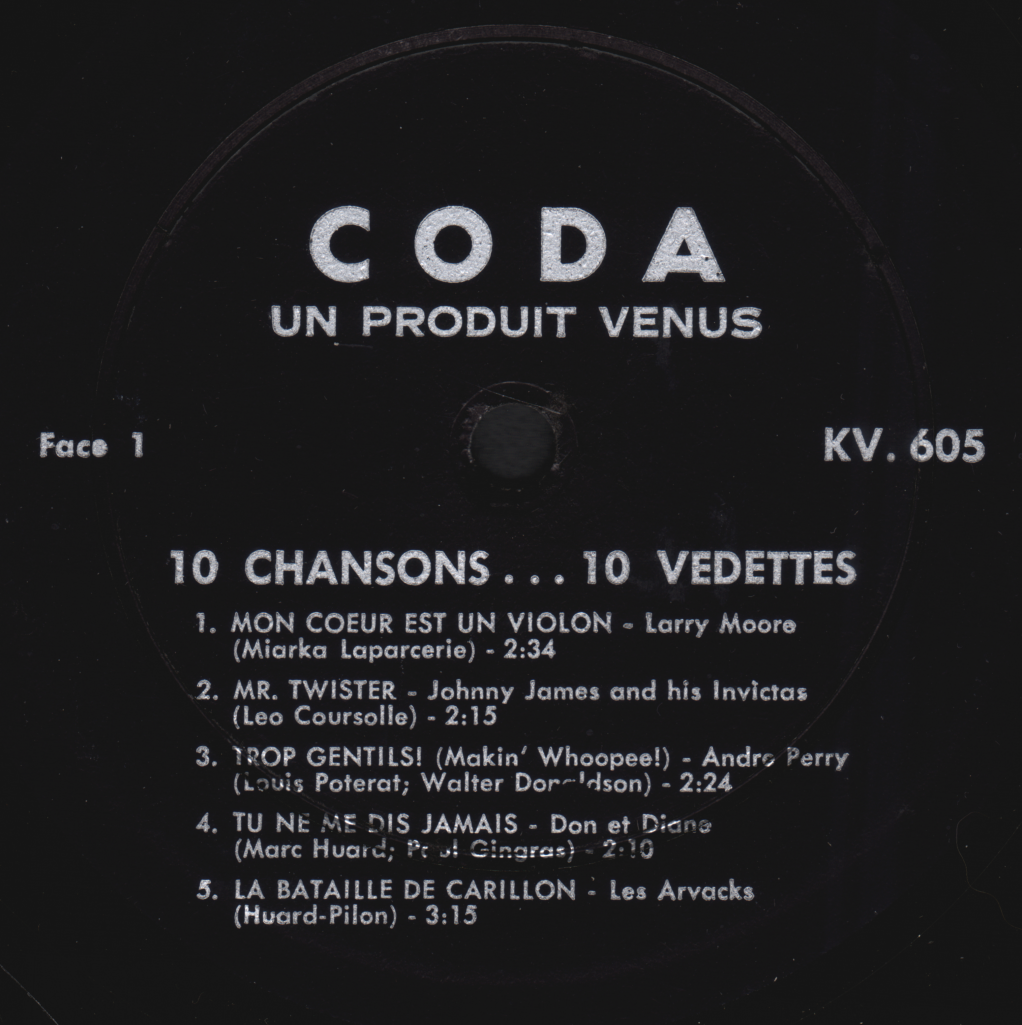 CODA
UN PRODUIT VENUS
Face 1
KV. 605
10 CHANSONS...10 VEDETTES
1. MON COEUR EST UN VIOLON - Larry Moore
(Miarka Laparcerie) - 2:34
2. MR. TWISTER - Johnny James and his Invictas
(Leo Coursolle) - 2:15
3. TROP GENTILS! (Makin' Whoopee!) - Andre Perry
(Louis Poterat; Walter Donaldson) - 2:24
4. TU NE ME DIS JAMAIS - Don et Diane
(Marc Huard; Paul Gingras) - 2:10
5. LA BATAILLE DE CARILLON - Les Arvacks
(Huard-Pilon) - 3:15